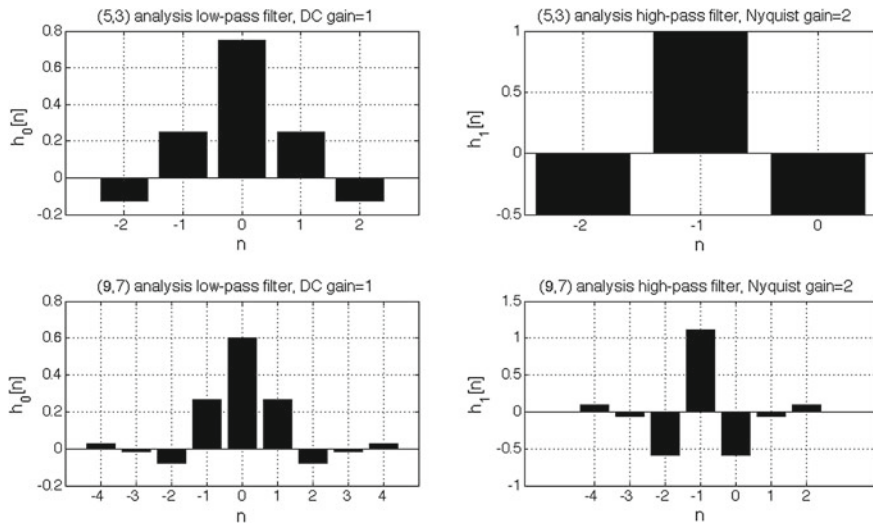 (5,3) analysis low-pass filter, DC gain=1
0.8
0.6
0.4
0.2
0
-0.2
h0[n]
-2 -1 0 1 2
n
(5,3) analysis high-pass filter, Nyquist gain=2
1
0.5
0
-0.5
h1[n]
-2 -1 0
n
(9,7) analysis low-pass filter, DC gain=1
0.8
0.6
0.4
0.2
0
-0.2
h0[n]
-4 -3 -2 -1 0 1 2 3 4
n
(9,7) analysis high-pass filter, Nyquist gain=2
1.5
1
0.5
0
-0.5
-1
h1[n]
-4 -3 -2 -1 0 1 2
n